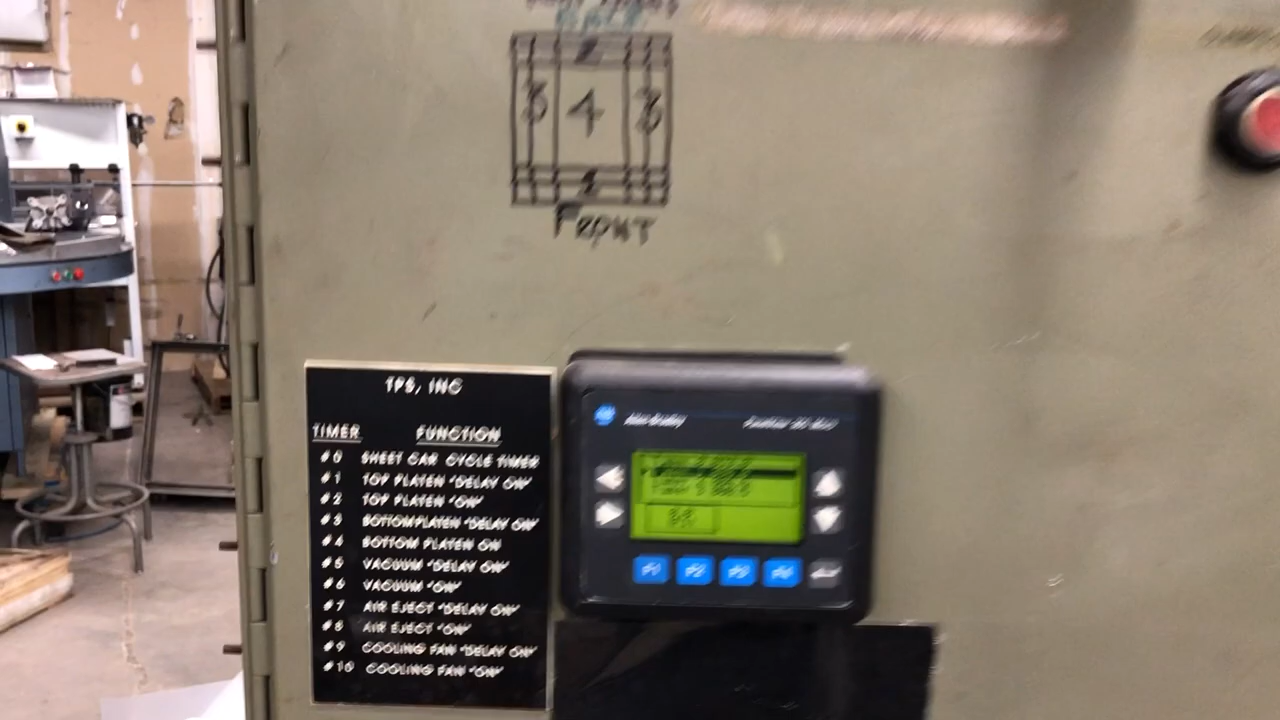 BACK
2
3 4 3
FRONT
TPS, INC
TIMER FUNCTION
#0 SHEET CAR CYCLE TIMER
#1 TOP PLATEN "DELAY ON"
#2 TOP PLATEN "ON"
#3 BOTTOM PLATEN "DELAY ON"
#4 BOTTOM PLATEN ON
#5 VACUUM "DELAY ON"
#6 VACUUM "ON"
#7 AIR EJECT "DELAY ON"
#8 AIR EJECT "ON"
#9 COOLING FAN "DELAY ON"
#10 COOLING FAN "ON"
Allen-Bradley
F1 F2 F3 F4